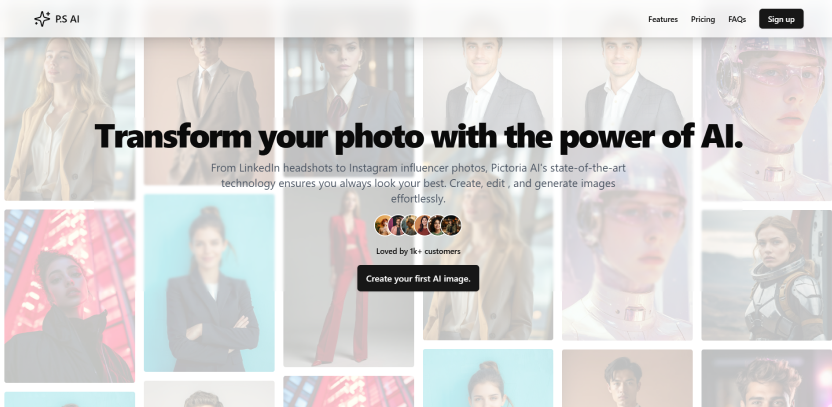 P.S AI
Features
Pricing
FAQs
Sign up
Transform your photo with the power of AI.
From LinkedIn headshots to Instagram influencer photos, Pictoria AI's state-of-the-art
technology ensures you always look your best. Create, edit , and generate images
effortlessly.
Loved by 1k+ customers
Create your first AI image.